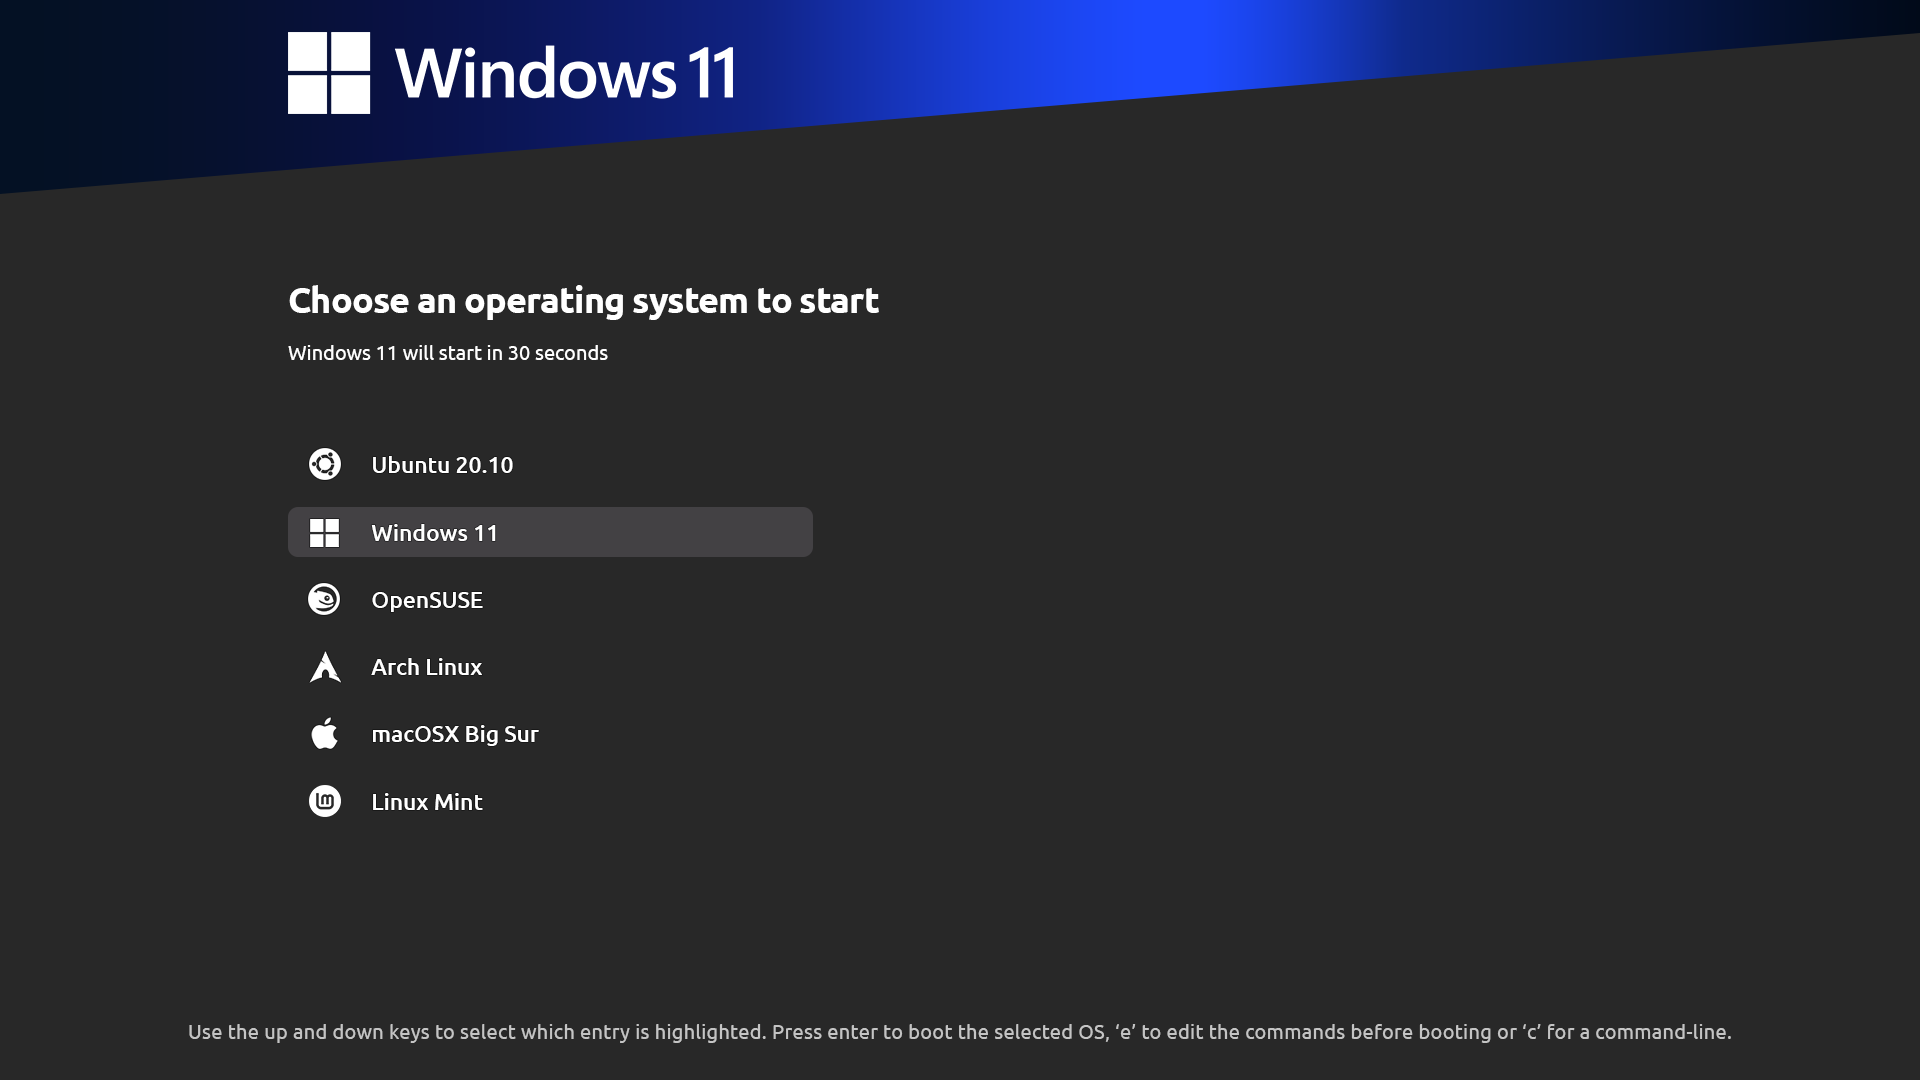 Windows 11
Choose an operating system to start
Windows 11 will start in 30 seconds
Ubuntu 20.10
Windows 11
OpenSUSE
Arch Linux
macOSX Big Sur
Linux Mint
Use the up and down keys to select which entry is highlighted. Press enter to boot the selected OS, ‘e’ to edit the commands before booting or ‘c’ for a command-line.